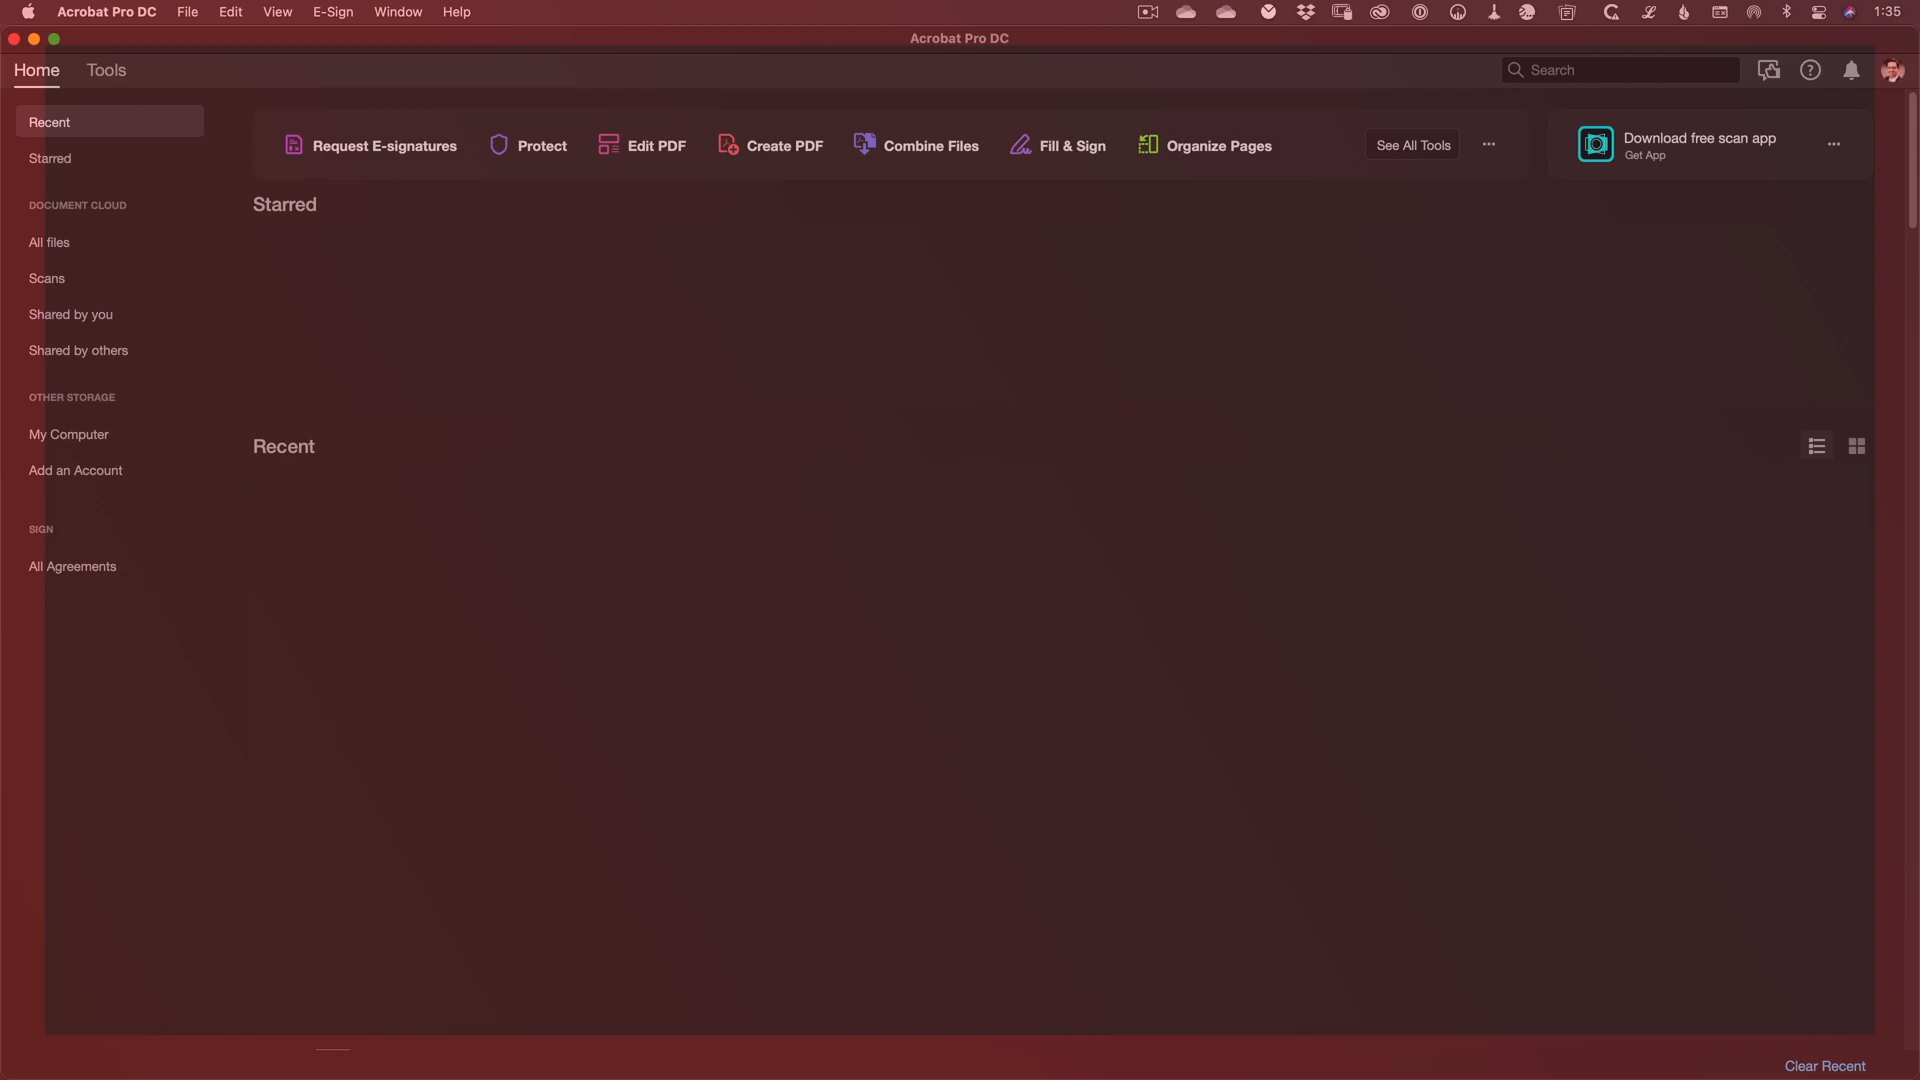 Acrobat Pro DC File Edit View E-Sign Window Help 1:35
Acrobat Pro DC
Home Tools Search
Recent
Starred
DOCUMENT CLOUD
All files
Scans
Shared by you
Shared by others
OTHER STORAGE
My Computer
Add an Account
SIGN
All Agreements
Request E-signatures Protect Edit PDF Create PDF Combine Files Fill & Sign Organize Pages See All Tools
Download free scan app
Get App
Starred
Recent
Clear Recent